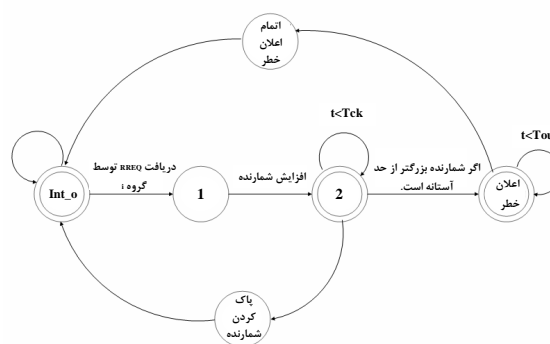 اتمام
اعلان
خطر
t<Tck
t<Tou
دریافت RREQ توسط
گروه i
افزایش شمارنده
اگر شمارنده بزرگتر از حد
آستانه است.
Int_o
1
2
اعلان
خطر
پاک
کردن
شمارنده